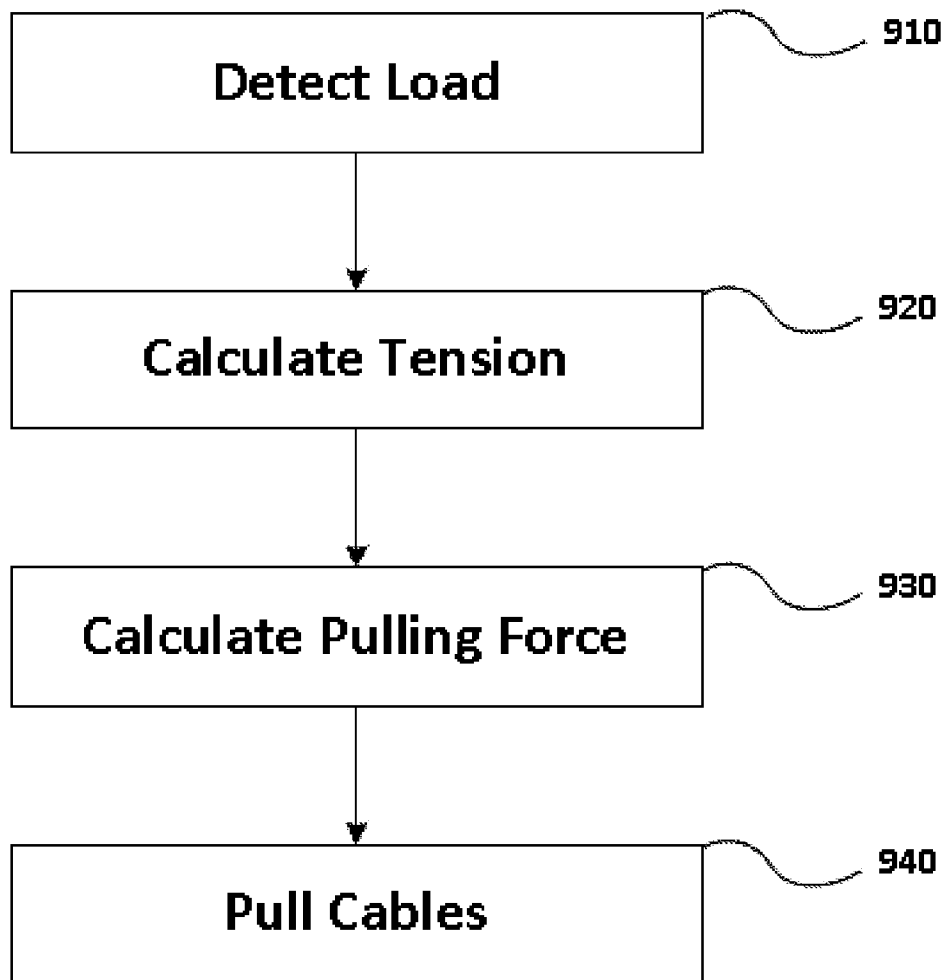 Detect Load
910
Calculate Tension
920
Calculate Pulling Force
930
Pull Cables
940